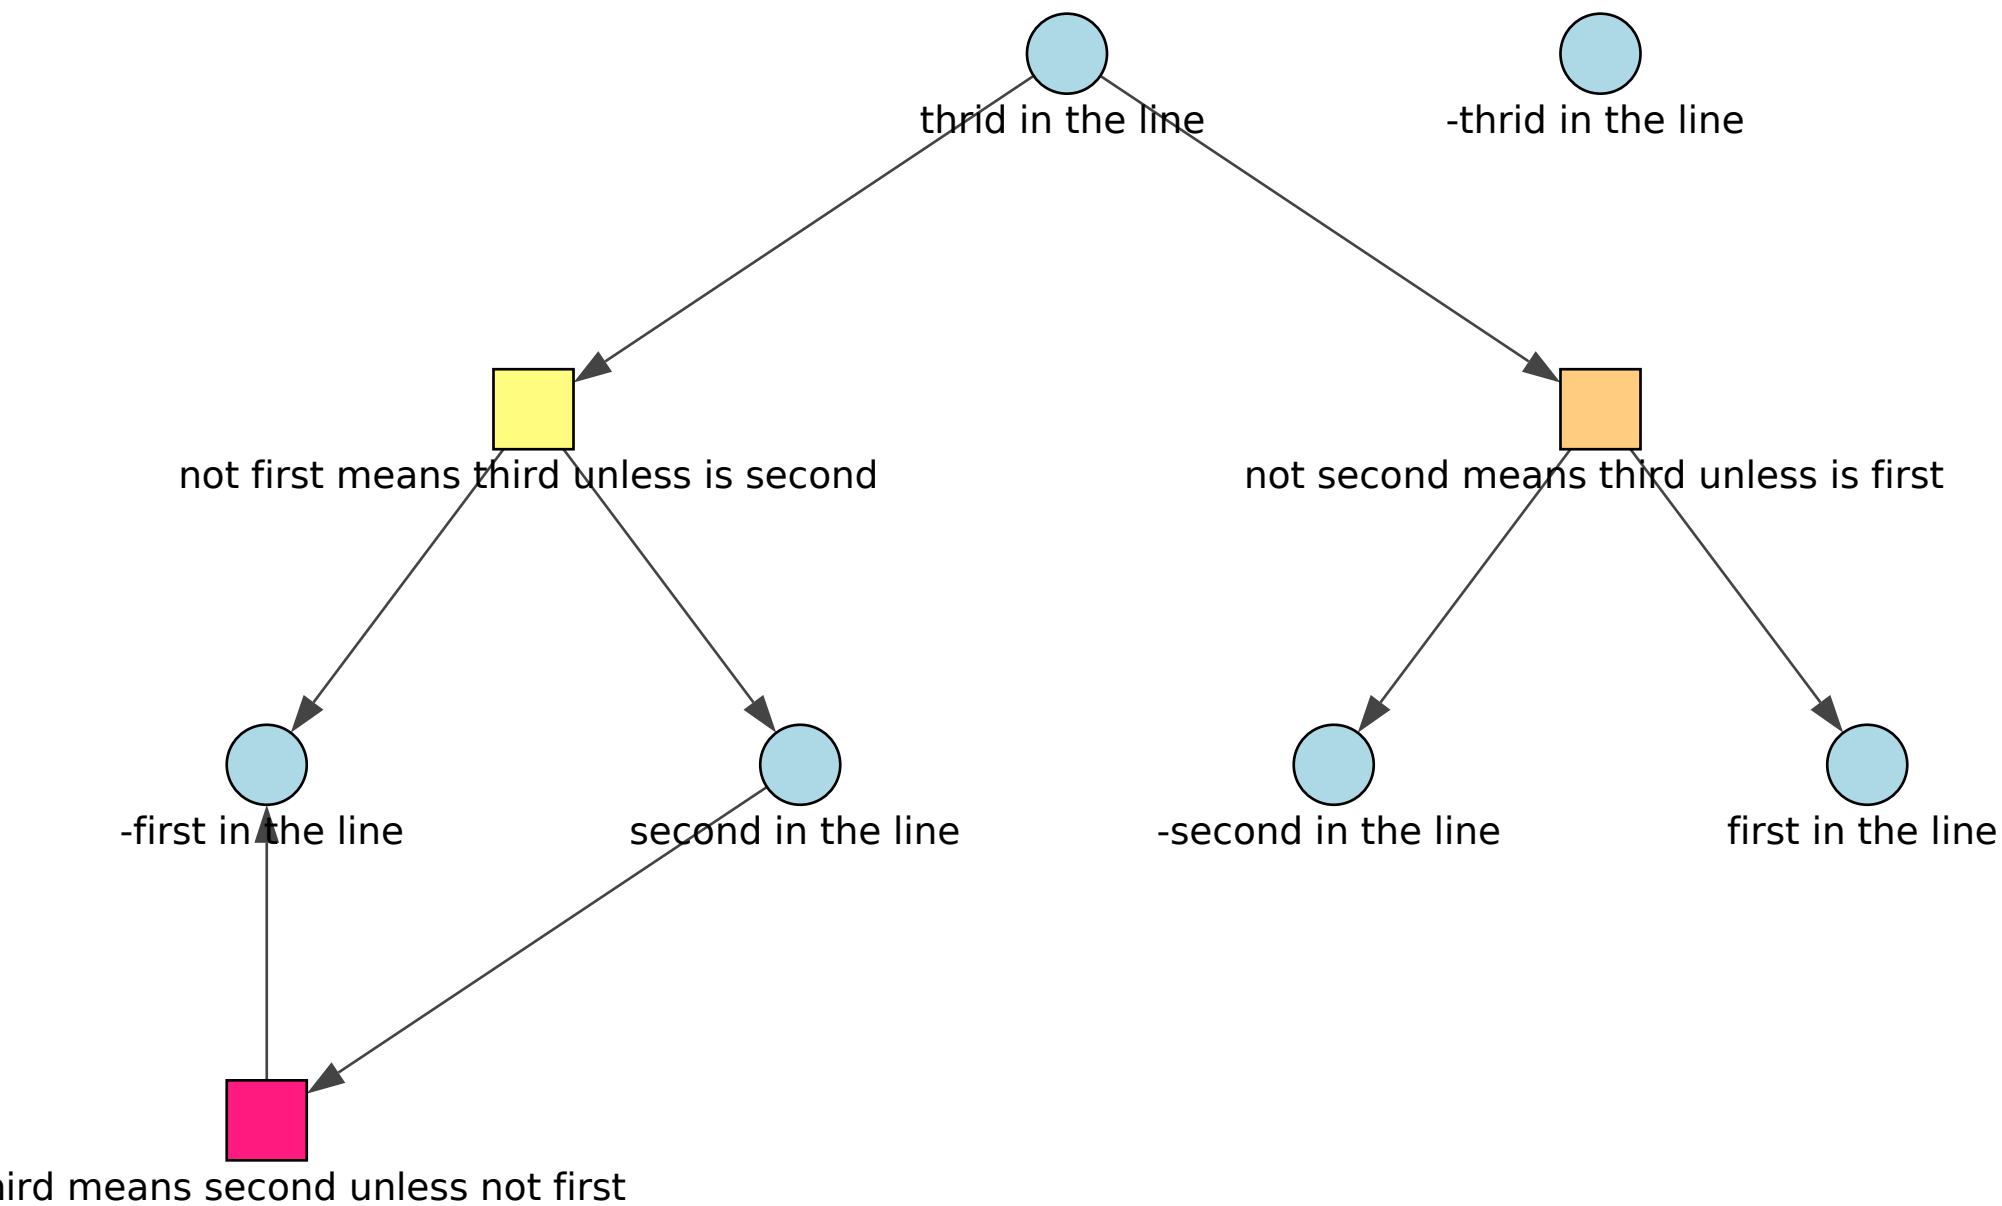 thrid in the line
-thrid in the line
not first means third unless is second
not second means third unless is first
-first in the line
second in the line
-second in the line
first in the line
means second unless not first